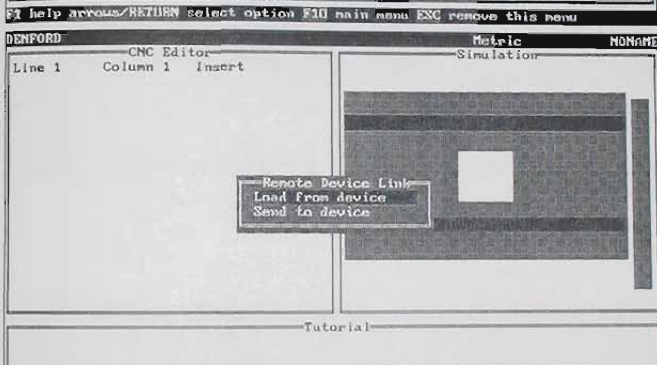 F1 help arrows/RETURN select option F10 main menu ESC remove this menu
DENFORD Metric NONAME
CNC Editor
Simulation
Line 1 Column 1 Insert
Remote Device Link
Load from device
Send to device
Tutorial